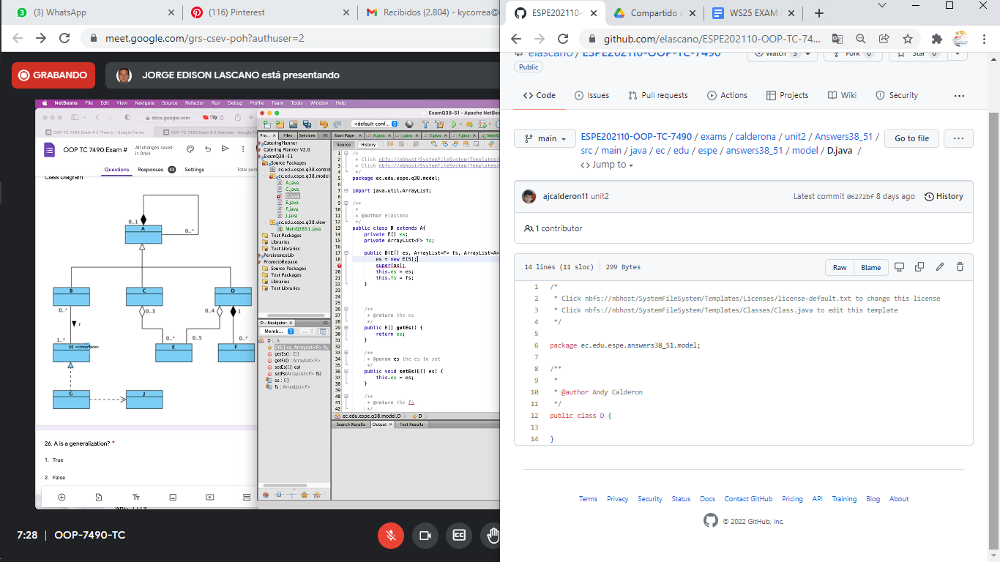 (3) WhatsApp
(116) Pinterest
Recibidos (2.804) - kycorrea@
meet.google.com/grs-csev-poh?authuser=2
GRABANDO
JORGE EDISON LASCANO está presentando
NetBeans File Edit View Navigate Source Refactor Run Debug Profile Team Tools Window Help
docs.google.com
OOP TC 7490 Exam # 2 Theory - Google Forms
OOP TC 7490 Exam # 2 Exercise - Google Fo
OOP TC 7490 Exam #
All changes saved in Drive
Questions Responses 43 Settings
Total poin
Class Diagram
A
0..1
0..*
B
C
D
0..*
0..3
0..4
1
r
0..*
0..5
0..*
1..*
H <<interface>>
E
F
G
J
26. A is a generalization? *
1. True
2. False
ExamQ38-51 - Apache NetBea
<default conf...
Pro... Files Services
CateringPlanner
Catering Planner V2.0
ExamQ38-51
Source Packages
ec.edu.espe.q38.control
ec.edu.espe.q38.model
A.java
C.java
D.java
E.java
F.java
J.java
ec.edu.espe.q38.view
MainQ3851.java
Test Packages
Libraries
Test Libraries
PersistenceLib
ProyectoRepaso
Source Packages
Test Packages
Libraries
Test Libraries
D - Navigator
Memb...
D :: A
D(E[] es, ArrayList<F> fs,
getEs() : E[]
getFs() : ArrayList<F>
setEs(E[] es)
setFs(ArrayList<F> fs)
es : E[]
fs : ArrayList<F>
Start Page A.java J.java E.java F.java Main
Source History
1 /*
2 * Click nbfs://nbhost/SystemFileSystem/Templates/
3 * Click nbfs://nbhost/SystemFileSystem/Templates/
4 */
5 package ec.edu.espe.q38.model;
6
7 import java.util.ArrayList;
8
9 /**
10 *
11 * @author elascano
12 */
13 public class D extends A{
14 private E[] es;
15 private ArrayList<F> fs;
16
17 public D(E[] es, ArrayList<F> fs, ArrayList<A>
18 es = new E[5];
super(as);
20 this.es = es;
21 this.fs = fs;
22 }
23
24
25
26 /**
29 * @return the es
30 */
30 public E[] getEs() {
30 return es;
31 }
32
33 /**
34 * @param es the es to set
35 */
36 public void setEs(E[] es) {
37 this.es = es;
38 }
39
40 /**
41 * @return the fs
42 */
ec.edu.espe.q38.model.D D
Search Results Output Test Results
7:28 | OOP-7490-TC
ESPE202110-
Compartido
WS25 EXAM
github.com/elascano/ESPE202110-OOP-TC-74...
elascano / ESPE202110-OOP-TC-7490
Public
Watch 3
Fork 0
Star 0
Code Issues Pull requests Actions Projects Wiki Security
main
ESPE202110-OOP-TC-7490 / exams / calderona / unit2 / Answers38_51 /
src / main / java / ec / edu / espe / answers38_51 / model / D.java /
<> Jump to
Go to file
ajcalderon11 unit2
Latest commit 06272bf 8 days ago
History
1 contributor
14 lines (11 sloc) 299 Bytes
Raw Blame
1 /*
2 * Click nbfs://nbhost/SystemFileSystem/Templates/Licenses/license-default.txt to change this license
3 * Click nbfs://nbhost/SystemFileSystem/Templates/Classes/Class.java to edit this template
4 */
5
6 package ec.edu.espe.answers38_51.model;
7
8 /**
9 *
10 * @author Andy Calderon
11 */
12 public class D {
13
14 }
Terms Privacy Security Status Docs Contact GitHub Pricing API Training Blog About
© 2022 GitHub, Inc.